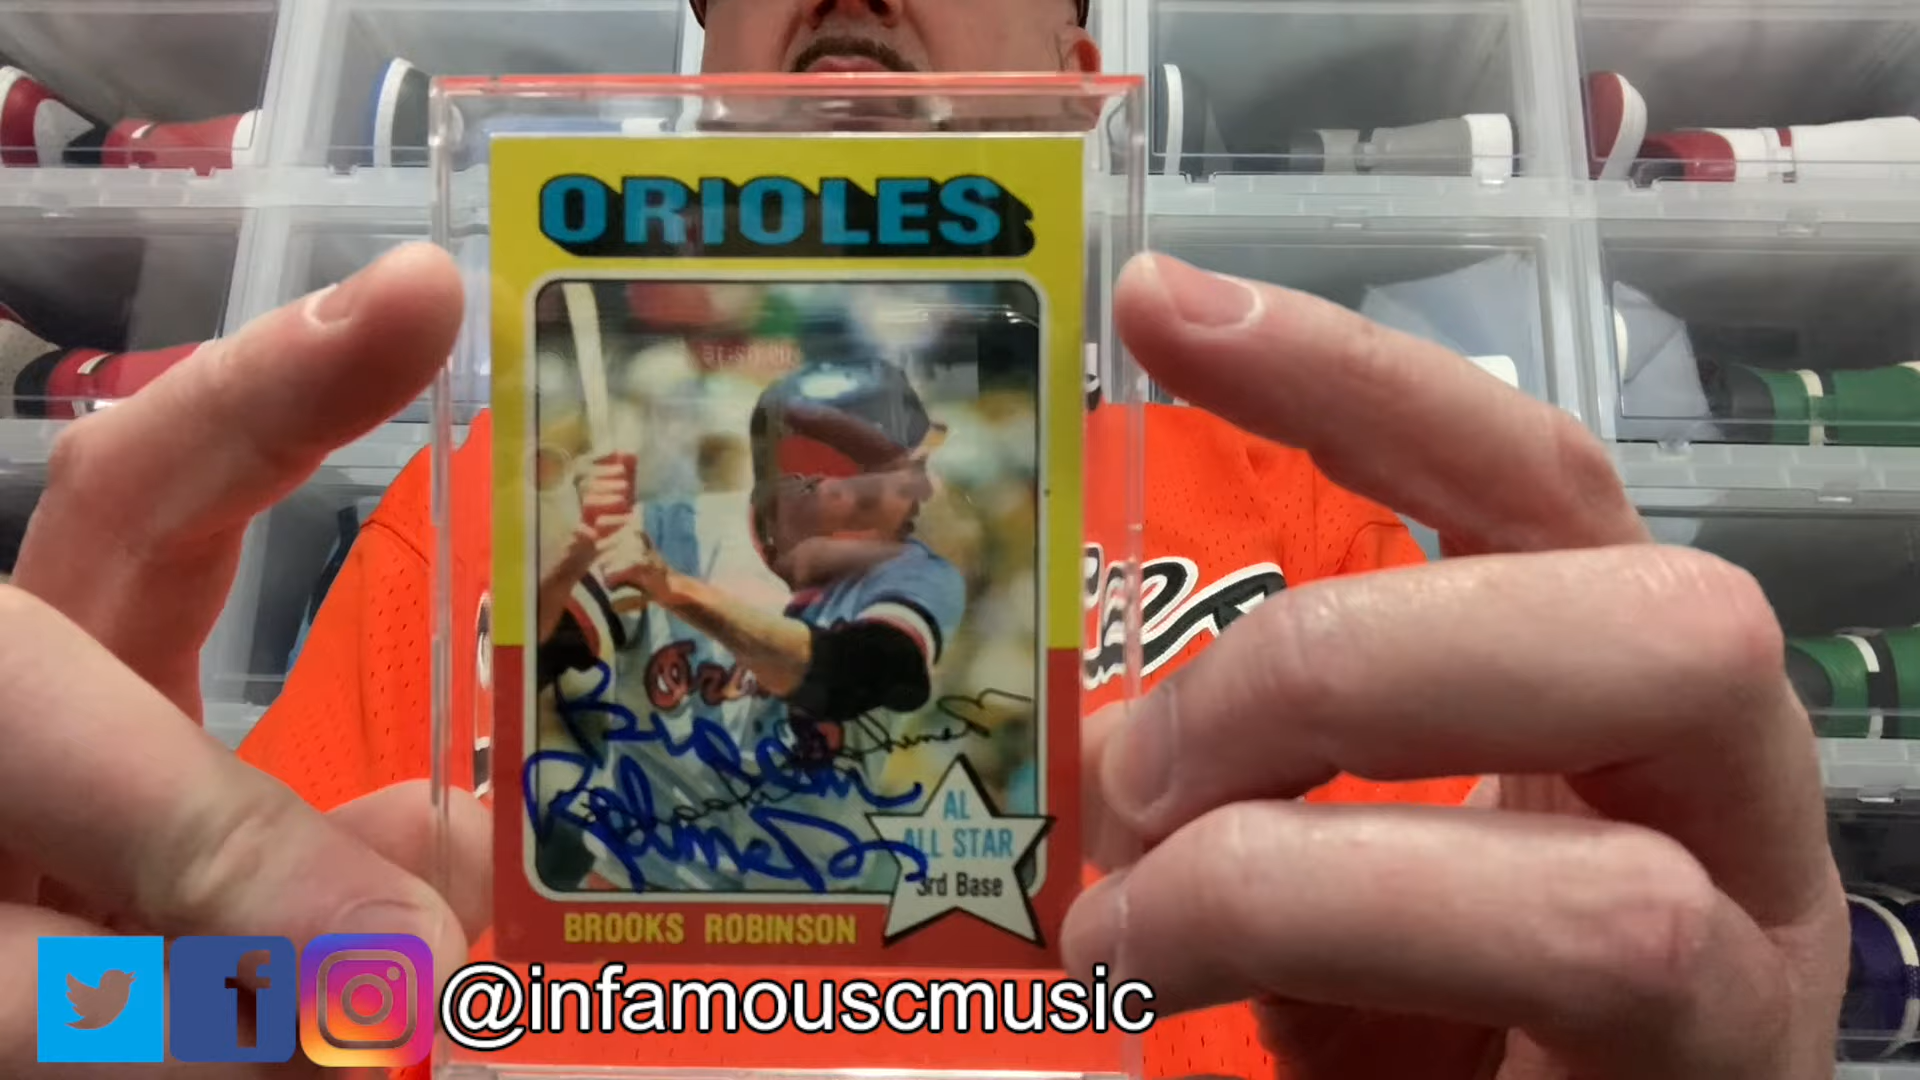 ORIOLES
AL
ALL STAR
3rd Base
BROOKS ROBINSON
@infamouscmusic